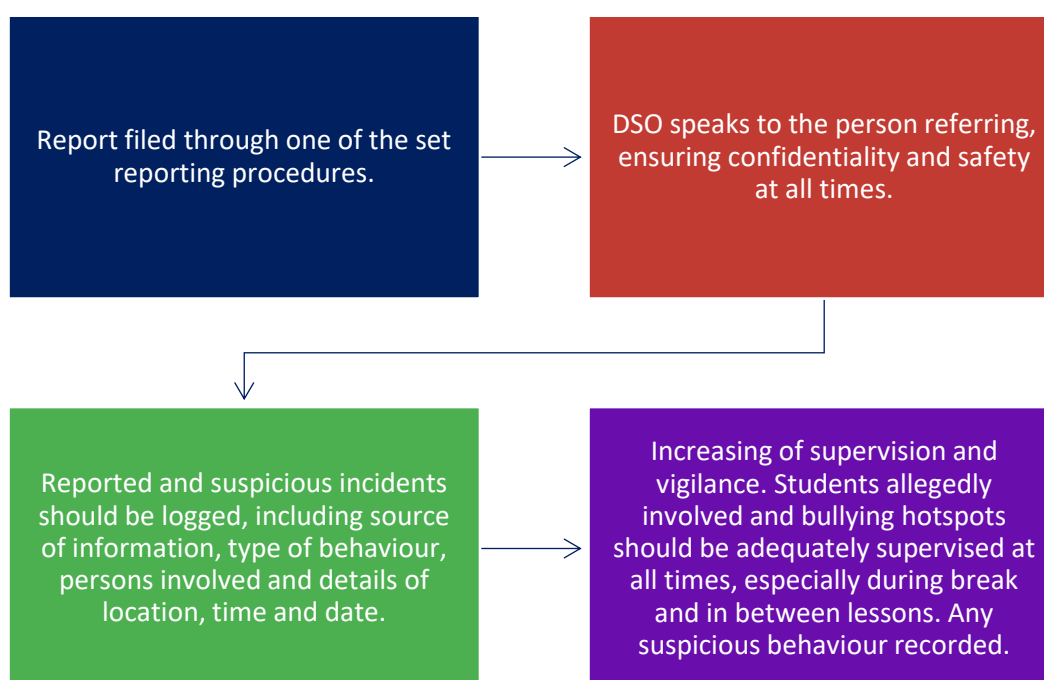 Report filed through one of the set
reporting procedures.
DSO speaks to the person referring,
ensuring confidentiality and safety
at all times.
Reported and suspicious incidents
should be logged, including source
of information, type of behaviour,
persons involved and details of
location, time and date.
Increasing of supervision and
vigilance. Students allegedly
involved and bullying hotspots
should be adequately supervised at
all times, especially during break
and in between lessons. Any
suspicious behaviour recorded.